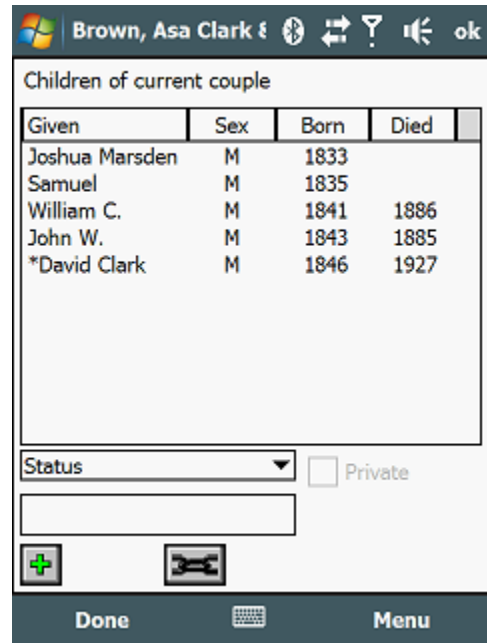 Brown, Asa Clark & ok
Children of current couple
Given Sex Born Died
Joshua Marsden M 1833
Samuel M 1835
William C. M 1841 1886
John W. M 1843 1885
*David Clark M 1846 1927
Status Private
Done Menu